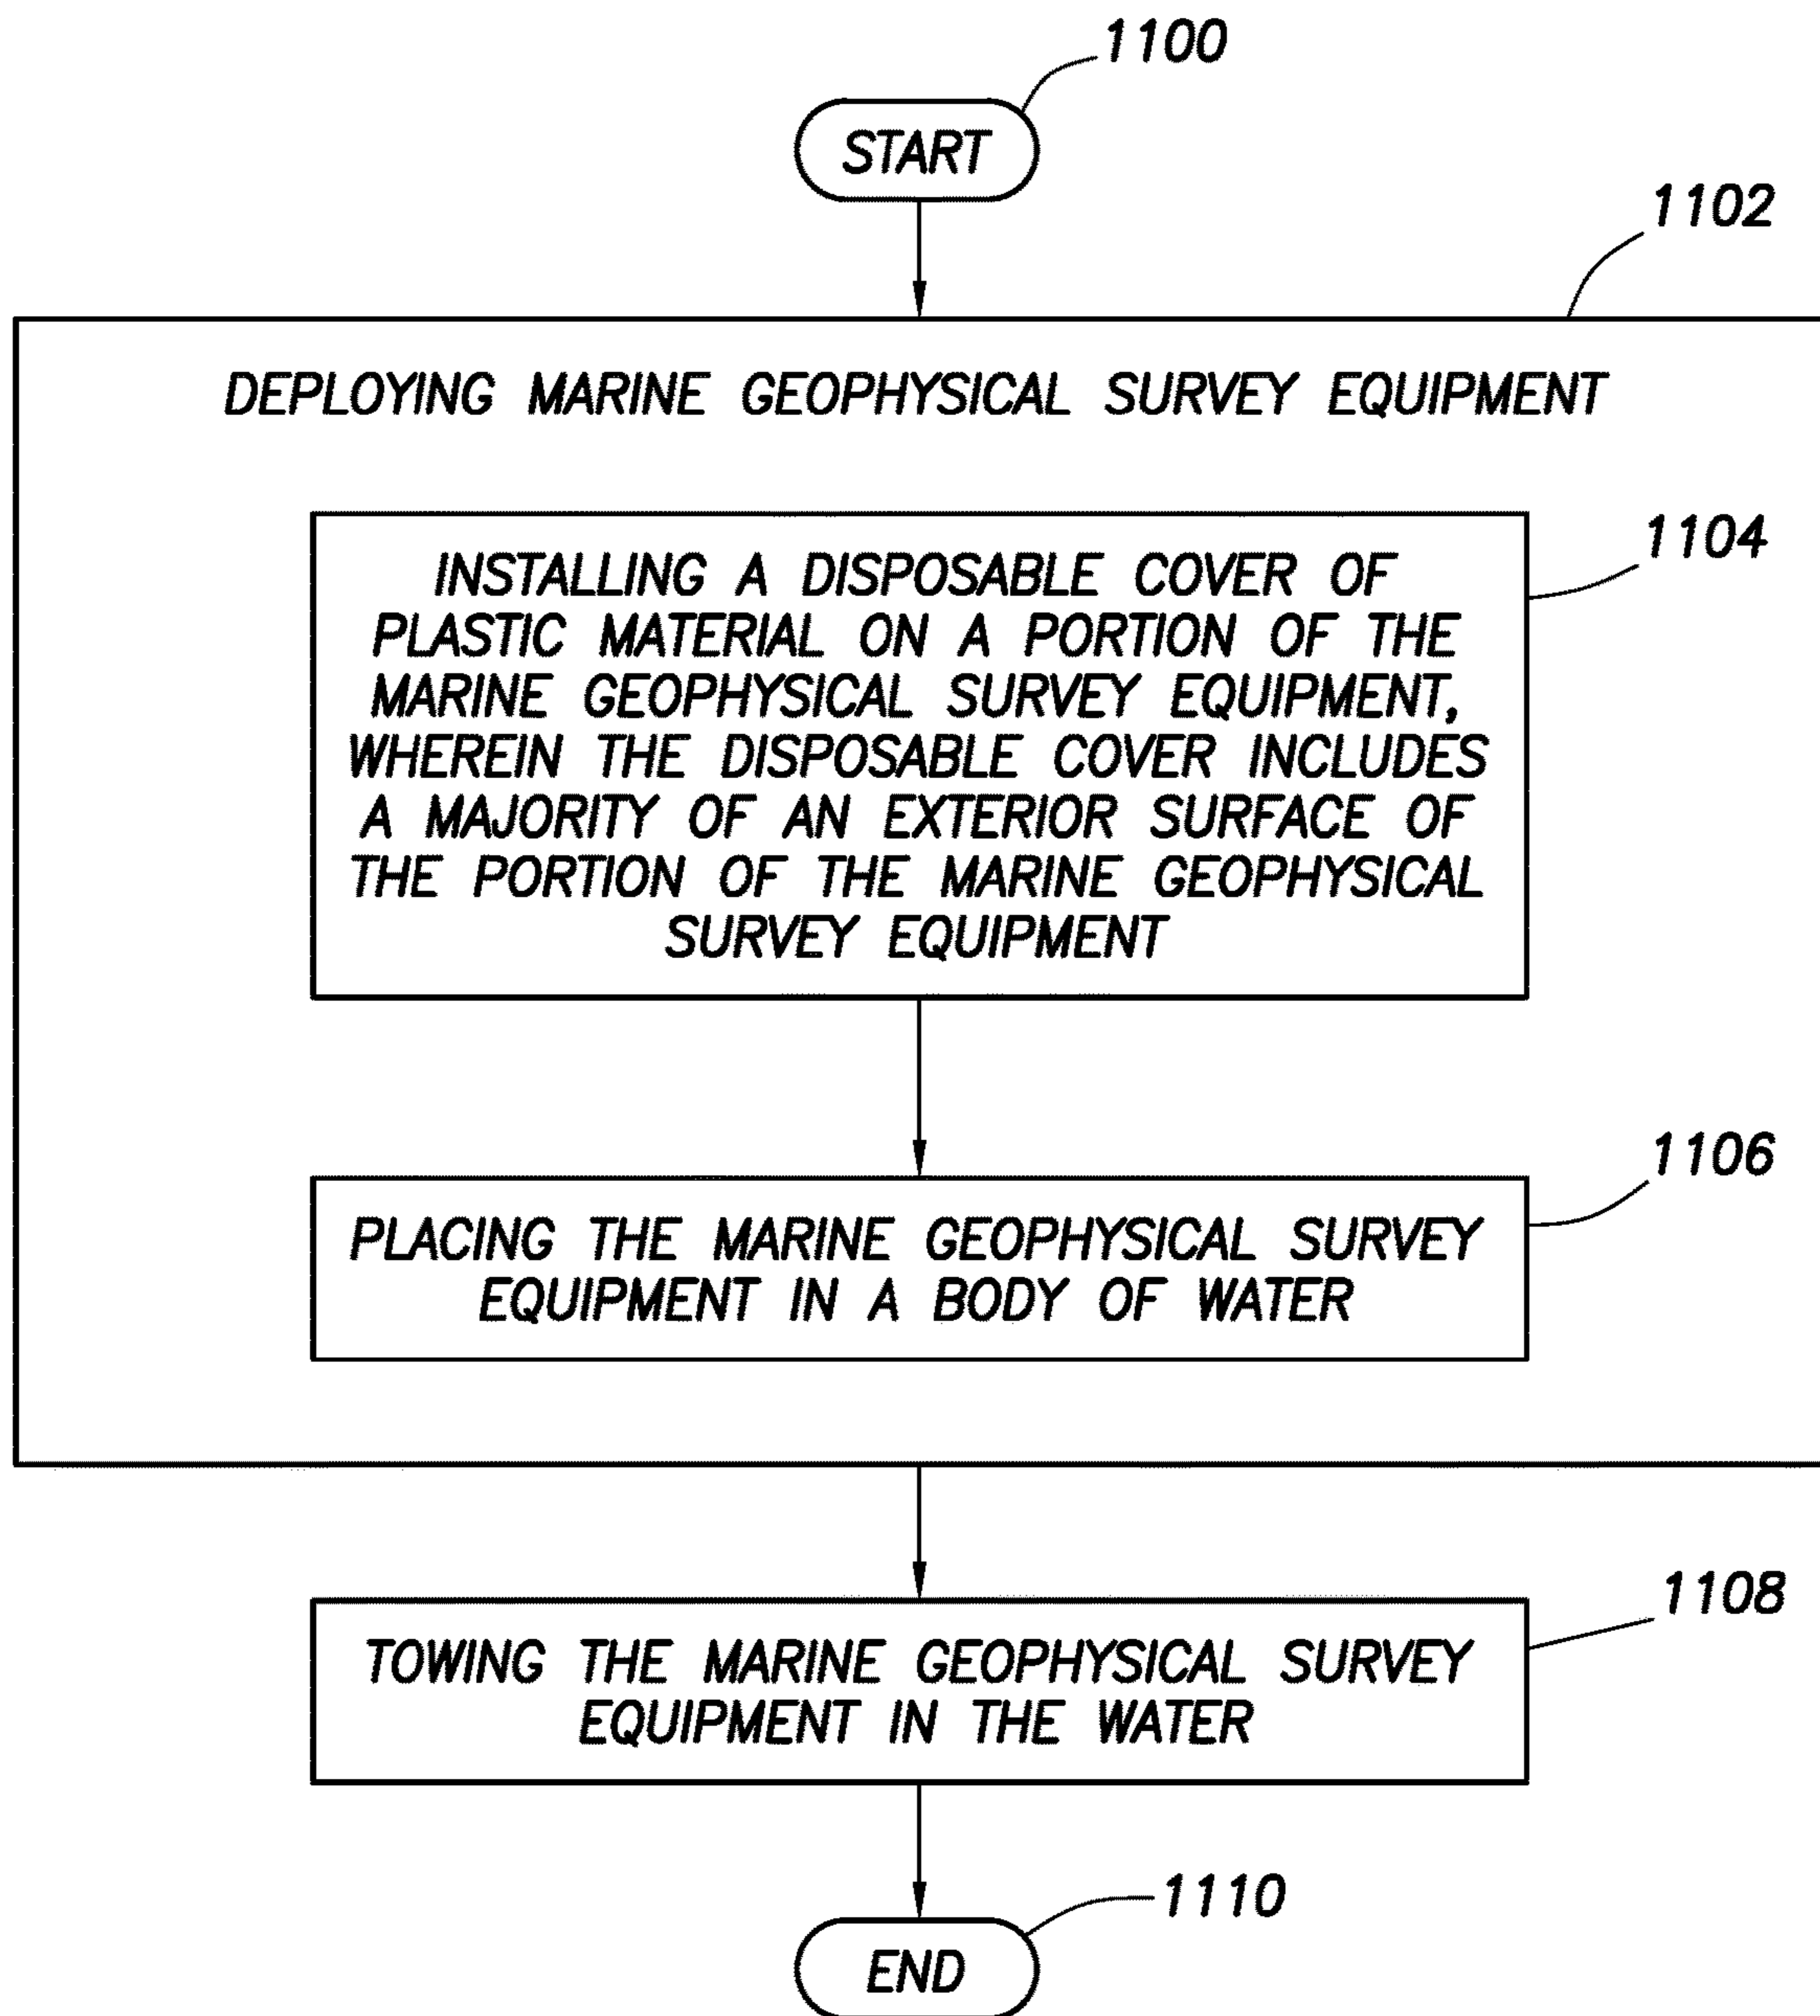 1100
START
1102
DEPLOYING MARINE GEOPHYSICAL SURVEY EQUIPMENT
1104
INSTALLING A DISPOSABLE COVER OF
PLASTIC MATERIAL ON A PORTION OF THE
MARINE GEOPHYSICAL SURVEY EQUIPMENT,
WHEREIN THE DISPOSABLE COVER INCLUDES
A MAJORITY OF AN EXTERIOR SURFACE OF
THE PORTION OF THE MARINE GEOPHYSICAL
SURVEY EQUIPMENT
1106
PLACING THE MARINE GEOPHYSICAL SURVEY
EQUIPMENT IN A BODY OF WATER
1108
TOWING THE MARINE GEOPHYSICAL SURVEY
EQUIPMENT IN THE WATER
1110
END